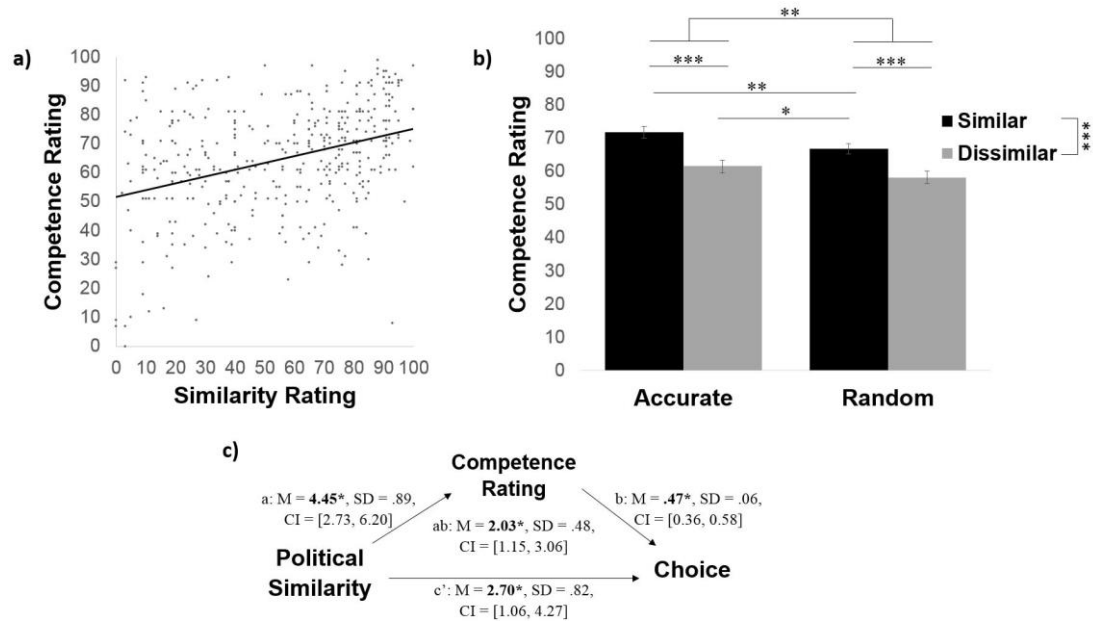 a)
Competence Rating
100
90
80
70
60
50
40
30
20
10
0
0 10 20 30 40 50 60 70 80 90 100
Similarity Rating
b)
Competence Rating
100
90
80
70
60
50
40
30
20
10
0
**
*** ***
**
*
Similar
Dissimilar
***
Accurate Random
c)
Competence
Rating
a: M = 4.45*, SD = .89,
CI = [2.73, 6.20]
b: M = .47*, SD = .06,
CI = [0.36, 0.58]
ab: M = 2.03*, SD = .48,
CI = [1.15, 3.06]
Political
Similarity
Choice
c’: M = 2.70*, SD = .82,
CI = [1.06, 4.27]